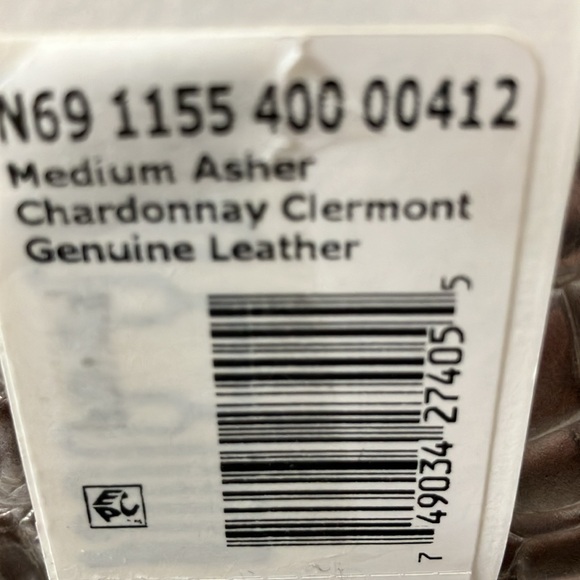 N69 1155 400 00412
Medium Asher
Chardonnay Clermont
Genuine Leather
7 49034 27405 5
EPC